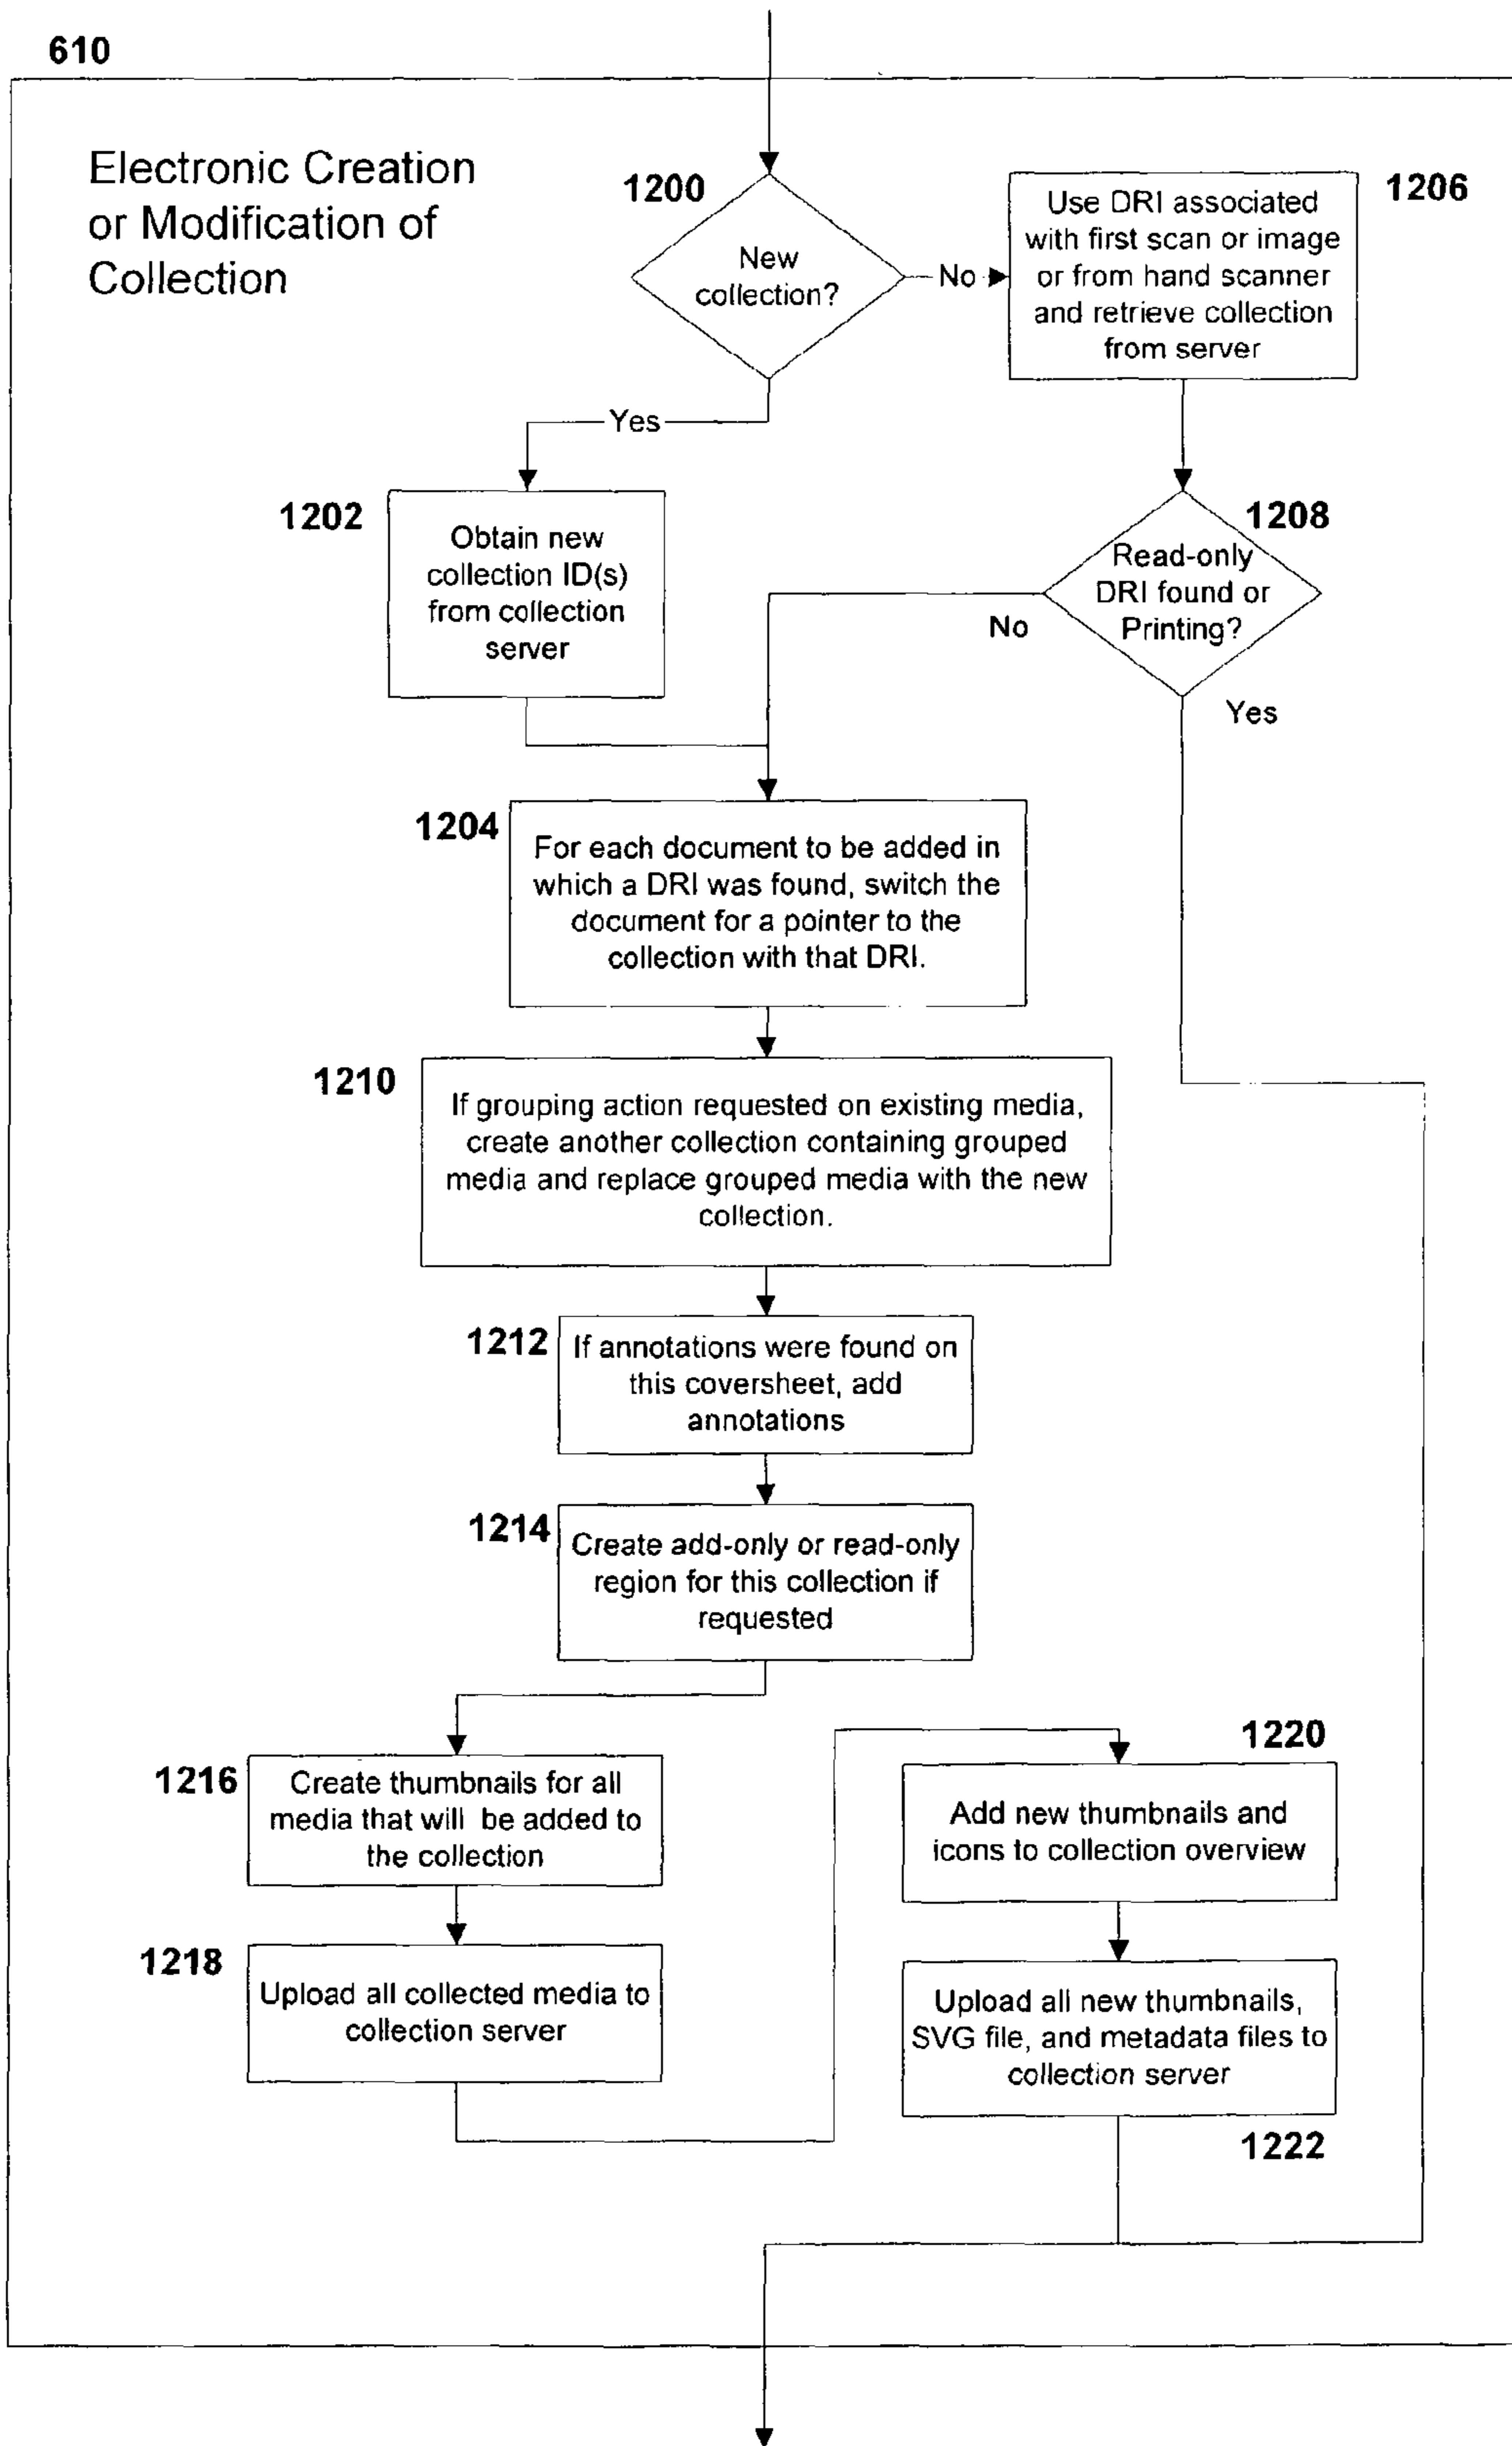 610
Electronic Creation
or Modification of
Collection
1200
New
collection?
No
1206
Use DRI associated
with first scan or image
or from hand scanner
and retrieve collection
from server
Yes
1202
Obtain new
collection ID(s)
from collection
server
1208
Read-only
DRI found or
Printing?
No
Yes
1204
For each document to be added in
which a DRI was found, switch the
document for a pointer to the
collection with that DRI.
1210
If grouping action requested on existing media,
create another collection containing grouped
media and replace grouped media with the new
collection.
1212
If annotations were found on
this coversheet, add
annotations
1214
Create add-only or read-only
region for this collection if
requested
1216
Create thumbnails for all
media that will be added to
the collection
1218
Upload all collected media to
collection server
1220
Add new thumbnails and
icons to collection overview
Upload all new thumbnails,
SVG file, and metadata files to
collection server
1222